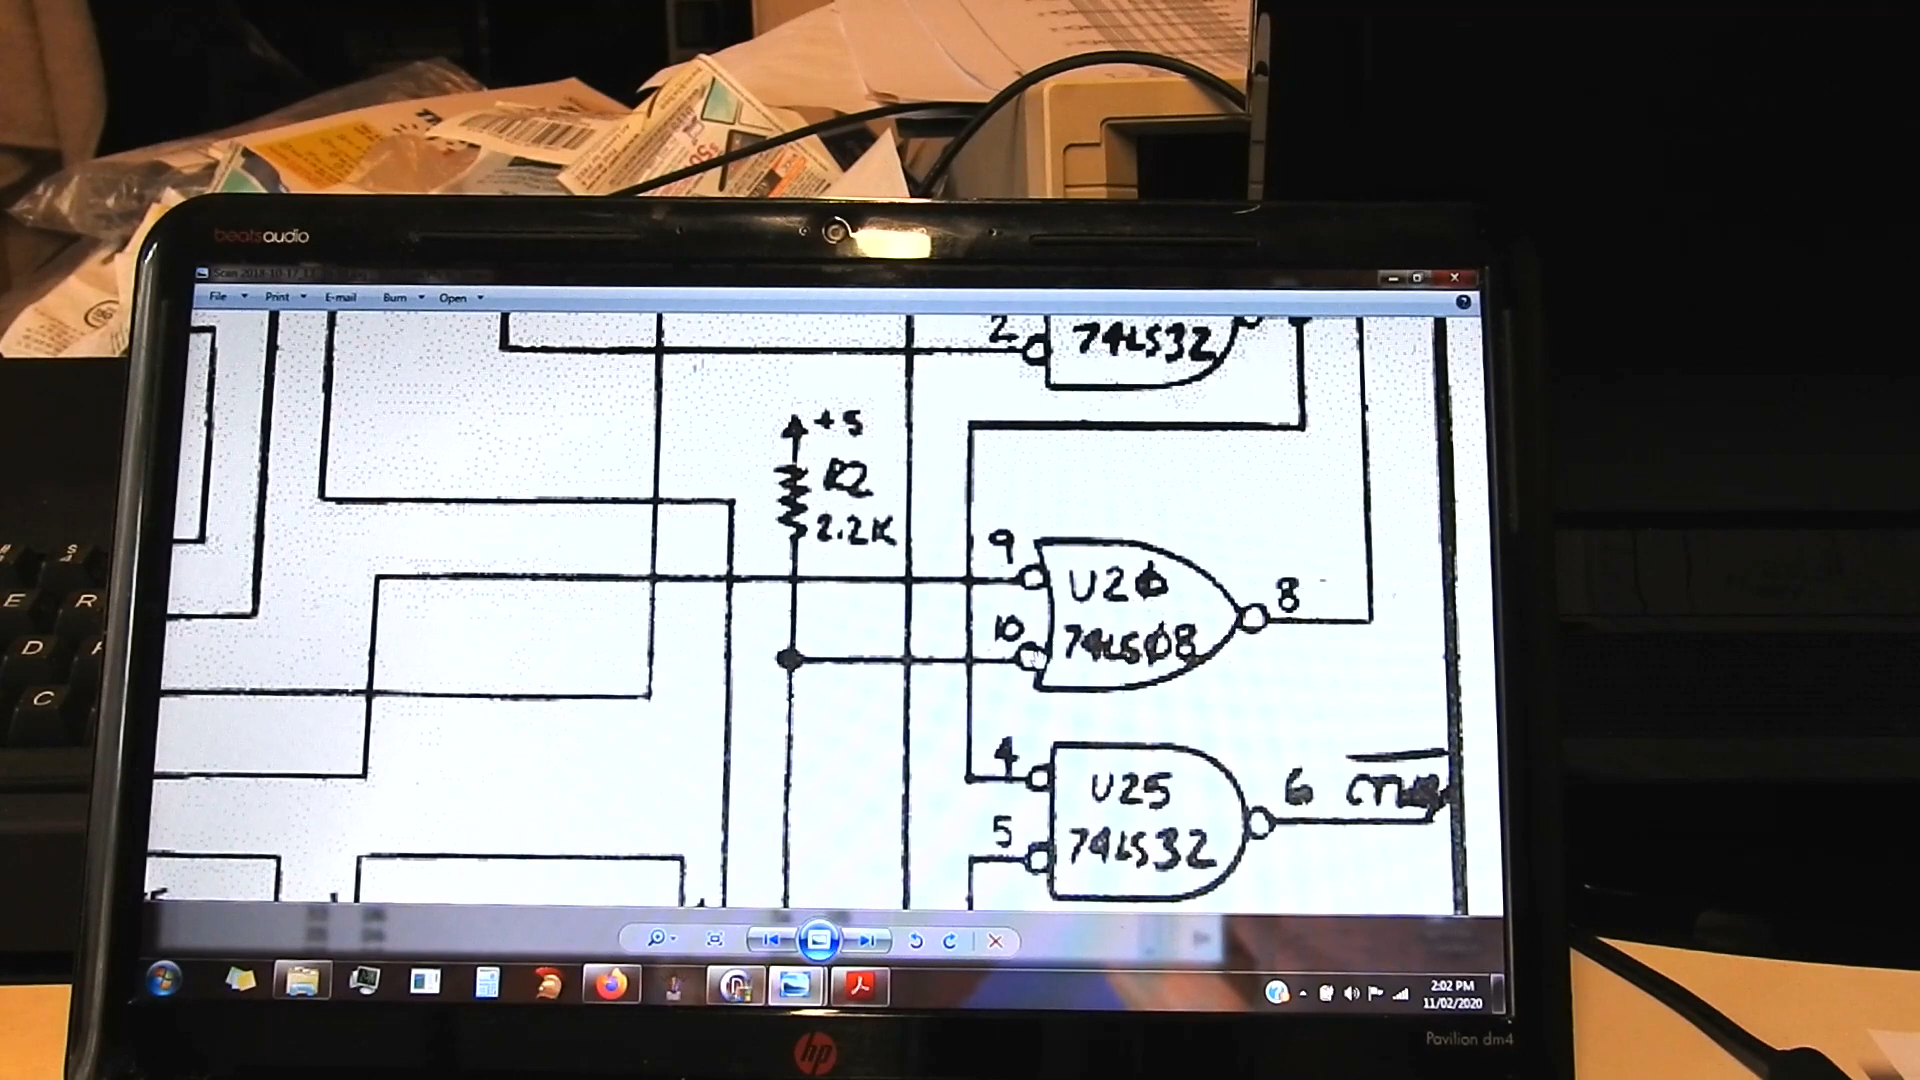 beatsaudio
File Print E-mail Burn Open
2
74LS32
+5
R2
2.2K
9
U20
8
10
74LS08
4
U25
6
5
74LS32
2:02 PM
11/02/2020
hp
Pavilion dm4
$50
E R
D
C